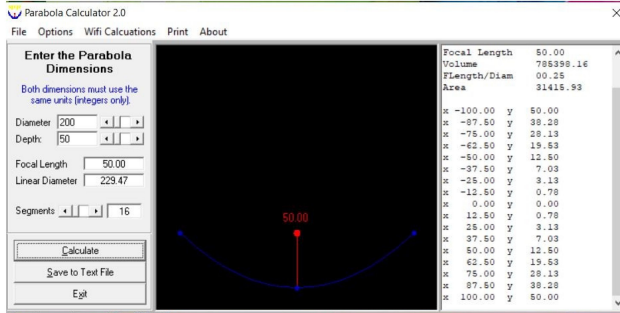 Parabola Calculator 2.0
File Options Wifi Calcuations Print About
Enter the Parabola
Dimensions
Both dimensions must use the
same units (integers only).
Diameter 200
Depth: 50
Focal Length 50.00
Linear Diameter 229.47
Segments 16
Calculate
Save to Text File
Exit
50.00
Focal Length 50.00
Volume 785398.16
FLength/Diam 00.25
Area 31415.93
x -100.00 y 50.00
x -87.50 y 38.28
x -75.00 y 28.13
x -62.50 y 19.53
x -50.00 y 12.50
x -37.50 y 7.03
x -25.00 y 3.13
x -12.50 y 0.78
x 0.00 y 0.00
x 12.50 y 0.78
x 25.00 y 3.13
x 37.50 y 7.03
x 50.00 y 12.50
x 62.50 y 19.53
x 75.00 y 28.13
x 87.50 y 38.28
x 100.00 y 50.00